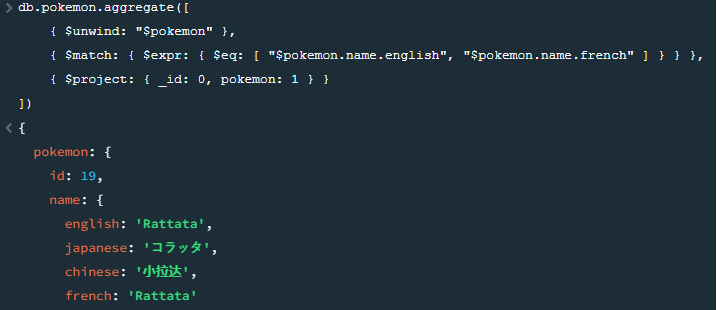 db.pokemon.aggregate([
{ $unwind: "$pokemon" },
{ $match: { $expr: { $eq: [ "$pokemon.name.english", "$pokemon.name.french" ] } } },
{ $project: { _id: 0, pokemon: 1 } }
])
{
pokemon: {
id: 19,
name: {
english: 'Rattata',
japanese: 'コラッタ',
chinese: '小拉达',
french: 'Rattata'